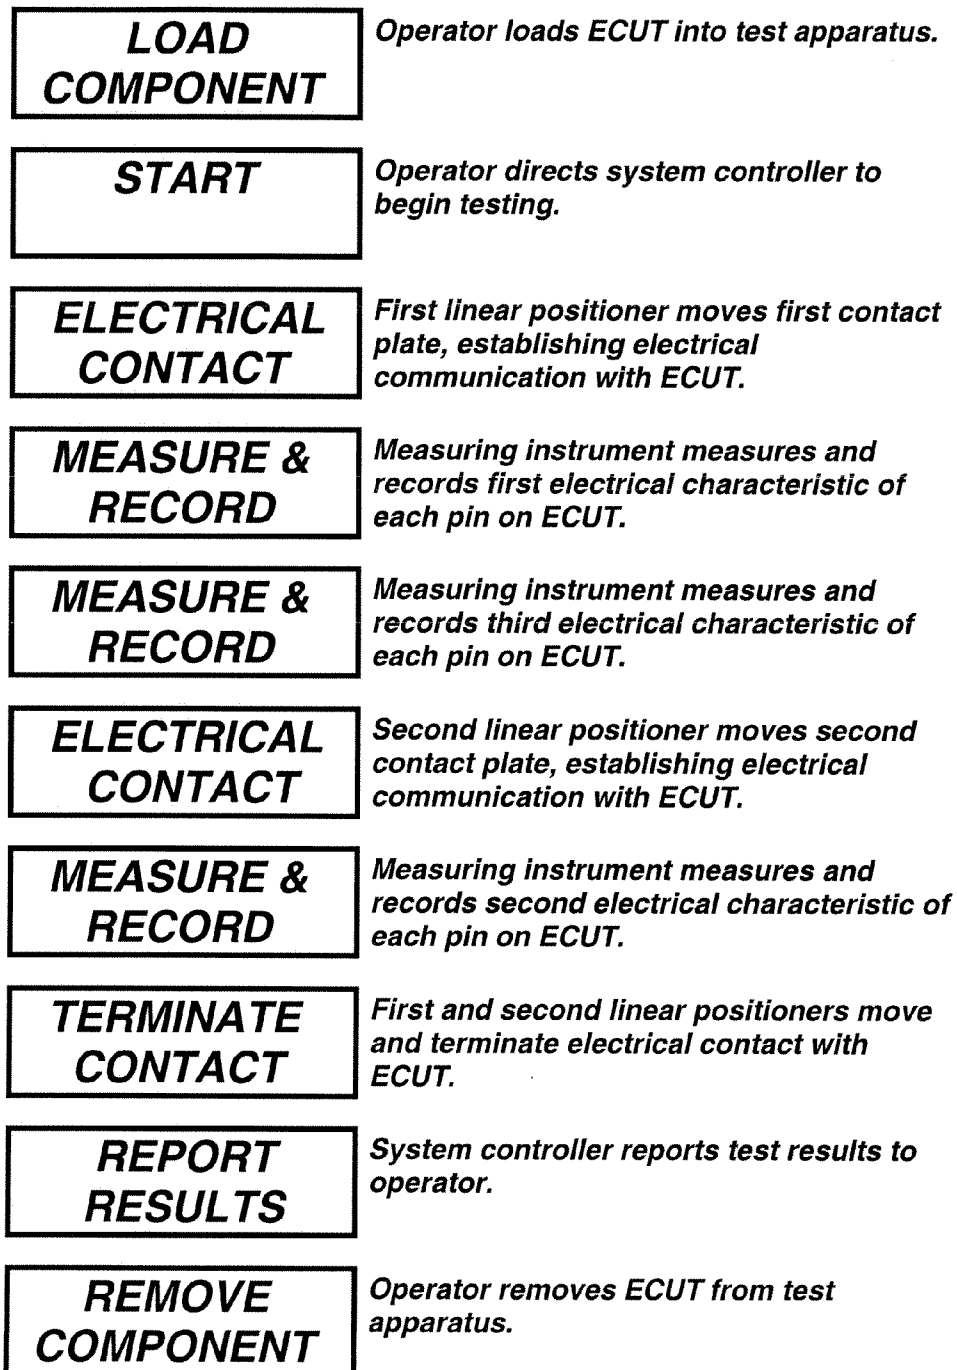 LOAD
COMPONENT
Operator loads ECUT into test apparatus.
START
Operator directs system controller to
begin testing.
ELECTRICAL
CONTACT
First linear positioner moves first contact
plate, establishing electrical
communication with ECUT.
MEASURE &
RECORD
Measuring instrument measures and
records first electrical characteristic of
each pin on ECUT.
MEASURE &
RECORD
Measuring instrument measures and
records third electrical characteristic of
each pin on ECUT.
ELECTRICAL
CONTACT
Second linear positioner moves second
contact plate, establishing electrical
communication with ECUT.
MEASURE &
RECORD
Measuring instrument measures and
records second electrical characteristic of
each pin on ECUT.
TERMINATE
CONTACT
First and second linear positioners move
and terminate electrical contact with
ECUT.
REPORT
RESULTS
System controller reports test results to
operator.
REMOVE
COMPONENT
Operator removes ECUT from test
apparatus.